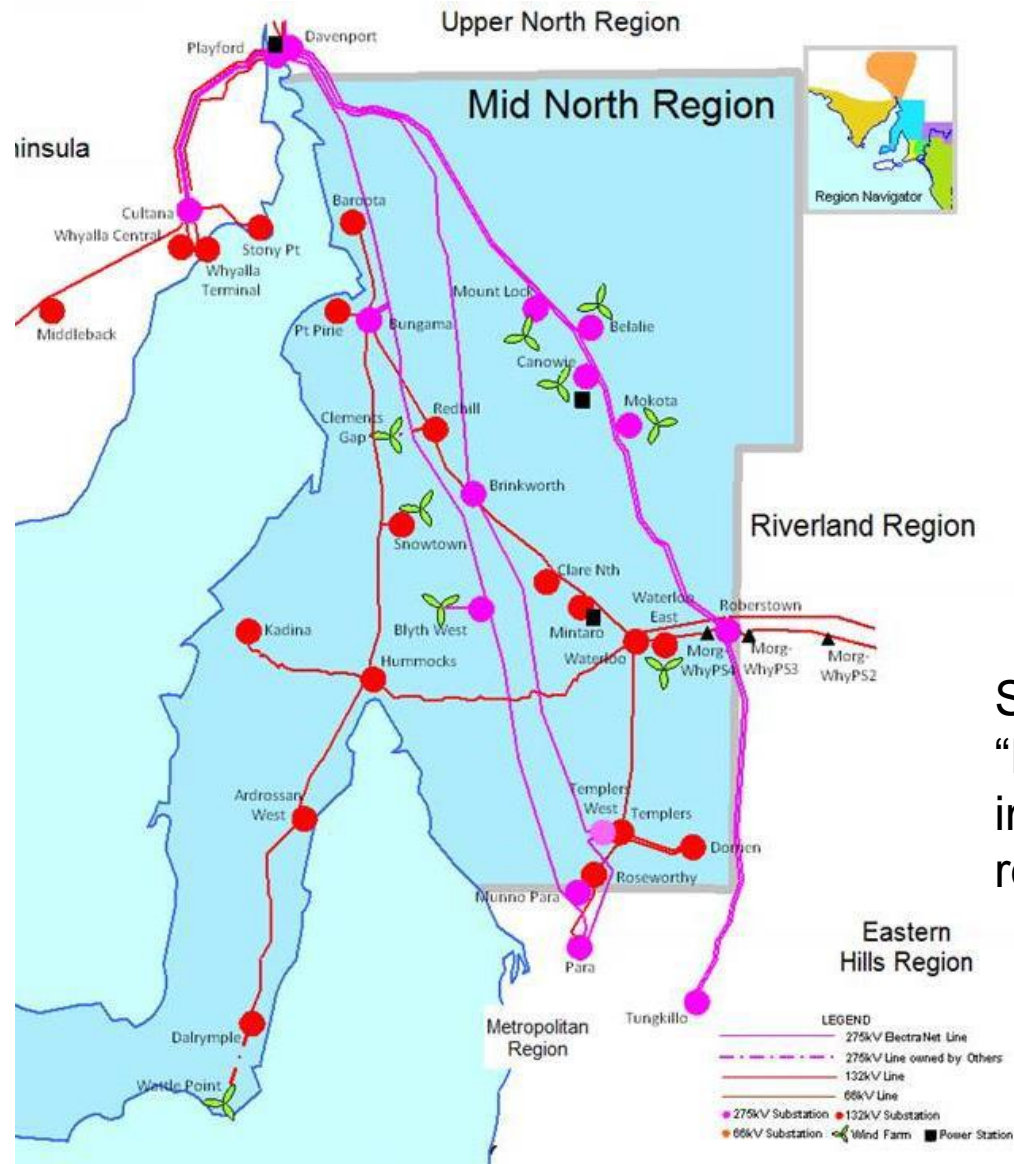 Upper North Region
Playford
Davenport
Mid North Region
ninsula
Region Navigator
Cultana
Whyalla Central
Stony Pt
Whyalla
Terminal
Middleback
Baroota
Pt Pirie
Bungama
Mount Lock
Belalie
Canowie
Mokota
Clements
Gap
Redhill
Brinkworth
Snowtown
Riverland Region
Clare Nth
Mintaro
Waterloo
East
Waterloo
Roberstown
Morg-
WhyPS4
Morg-
WhyPS3
Morg-
WhyPS2
Blyth West
Kadina
Hummocks
Ardrossan
West
Templers
West
Templers
Dorrien
Roseworthy
Munno Para
Para
Eastern
Hills Region
Tungkillo
Metropolitan
Region
Dalrymple
Wattle Point
LEGEND
275kV ElectraNet Line
275kV Line owned by Others
132kV Line
66kV Line
275kV Substation 132kV Substation
66kV Substation Wind Farm Power Station